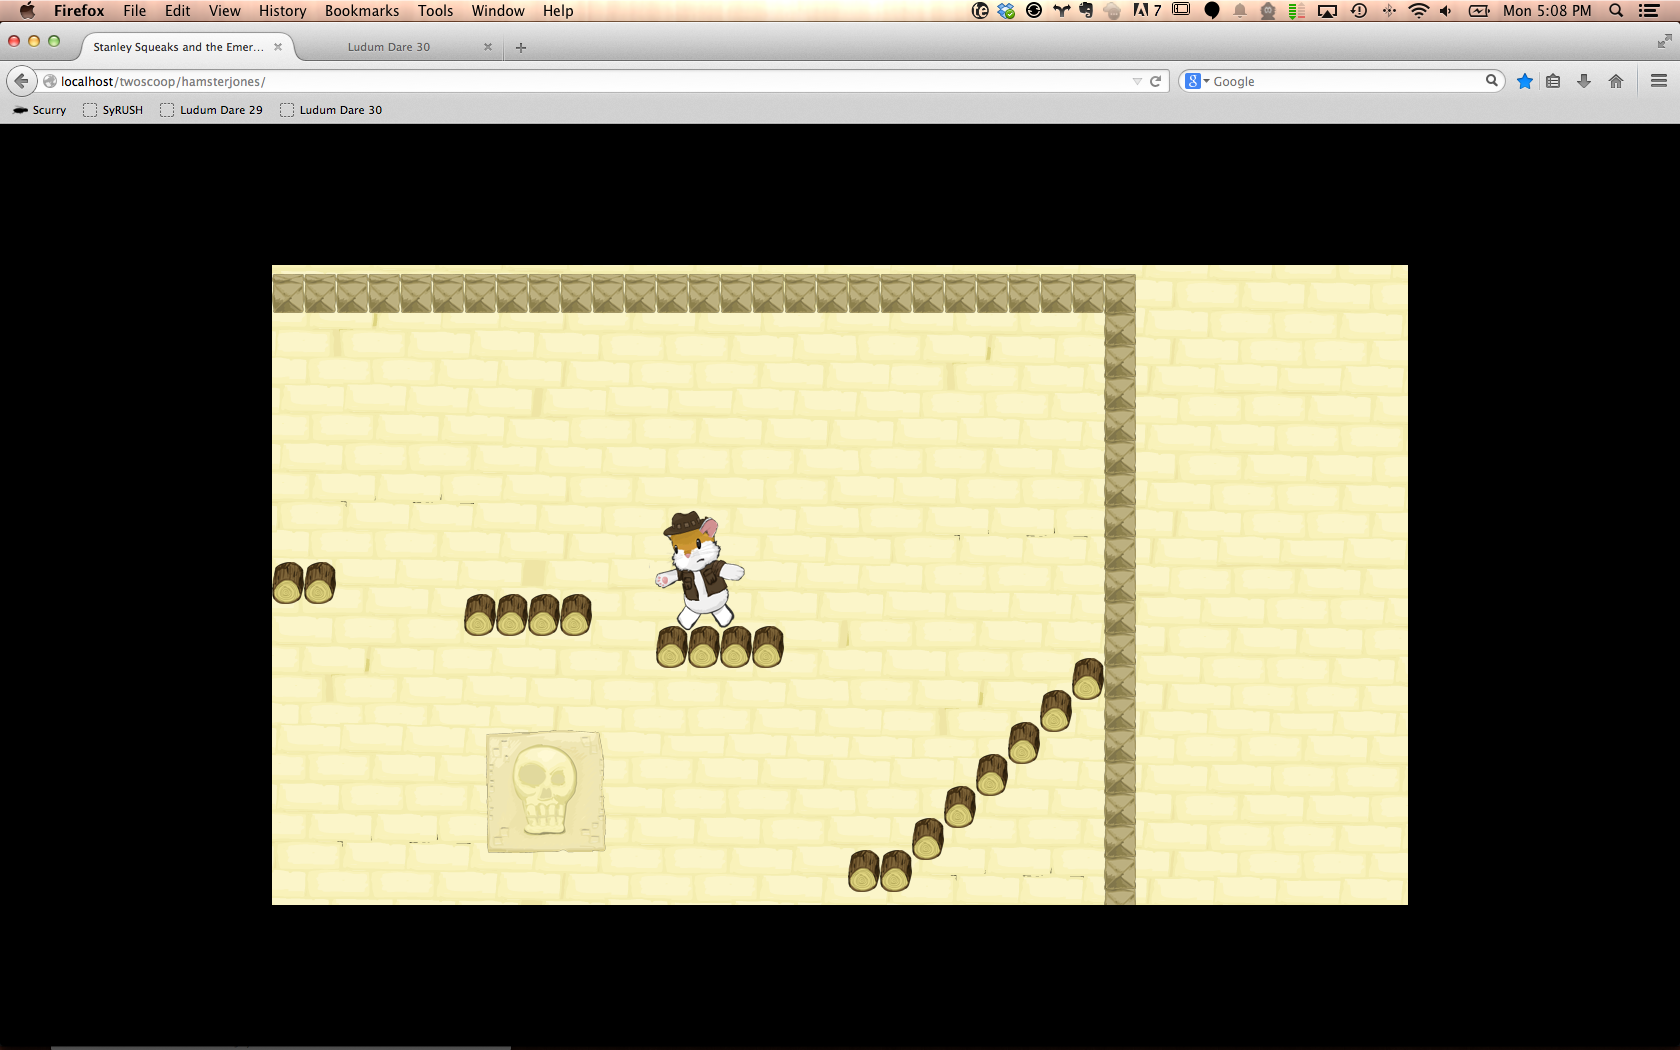 Firefox File Edit View History Bookmarks Tools Window Help 7 Mon 5:08 PM
Stanley Squeaks and the Emer... Ludum Dare 30
localhost/twoscoop/hamsterjones/ Google
Scurry SyRUSH Ludum Dare 29 Ludum Dare 30